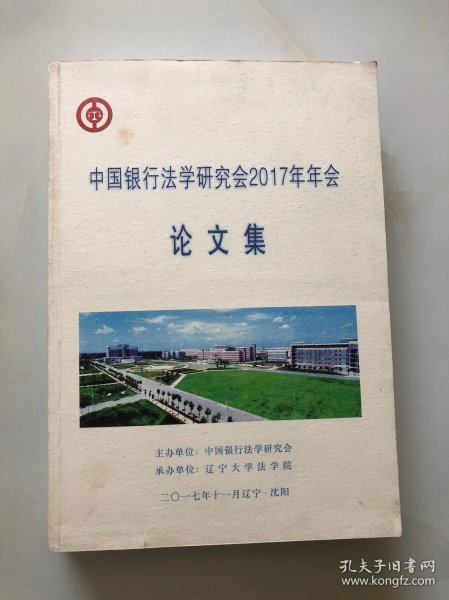 中国银行法学研究会2017年年会
论文集
主办单位：中国银行法学研究会
承办单位：辽宁大学法学院
二〇一七年十一月辽宁·沈阳
孔夫子旧书网
www.kongfz.com